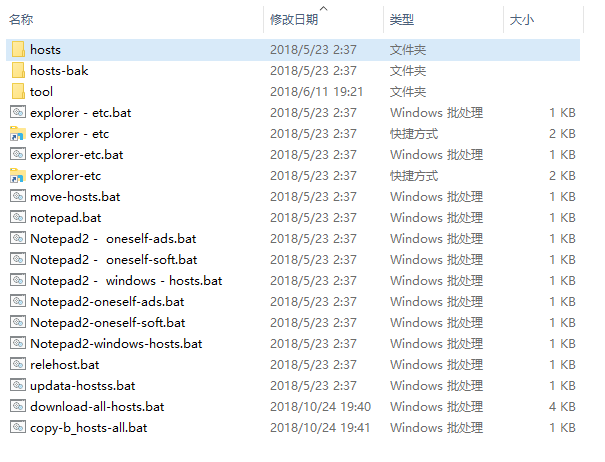 名称 修改日期 类型 大小
hosts 2018/5/23 2:37 文件夹
hosts-bak 2018/5/23 2:37 文件夹
tool 2018/6/11 19:21 文件夹
explorer - etc.bat 2018/5/23 2:37 Windows 批处理 1 KB
explorer - etc 2018/5/23 2:37 快捷方式 2 KB
explorer-etc.bat 2018/5/23 2:37 Windows 批处理 1 KB
explorer-etc 2018/5/23 2:37 快捷方式 2 KB
move-hosts.bat 2018/5/23 2:37 Windows 批处理 1 KB
notepad.bat 2018/5/23 2:37 Windows 批处理 1 KB
Notepad2 - oneself-ads.bat 2018/5/23 2:37 Windows 批处理 1 KB
Notepad2 - oneself-soft.bat 2018/5/23 2:37 Windows 批处理 1 KB
Notepad2 - windows - hosts.bat 2018/5/23 2:37 Windows 批处理 1 KB
Notepad2-oneself-ads.bat 2018/5/23 2:37 Windows 批处理 1 KB
Notepad2-oneself-soft.bat 2018/5/23 2:37 Windows 批处理 1 KB
Notepad2-windows-hosts.bat 2018/5/23 2:37 Windows 批处理 1 KB
relehost.bat 2018/5/23 2:37 Windows 批处理 1 KB
updata-hostss.bat 2018/5/23 2:37 Windows 批处理 1 KB
download-all-hosts.bat 2018/10/24 19:40 Windows 批处理 4 KB
copy-b_hosts-all.bat 2018/10/24 19:41 Windows 批处理 1 KB